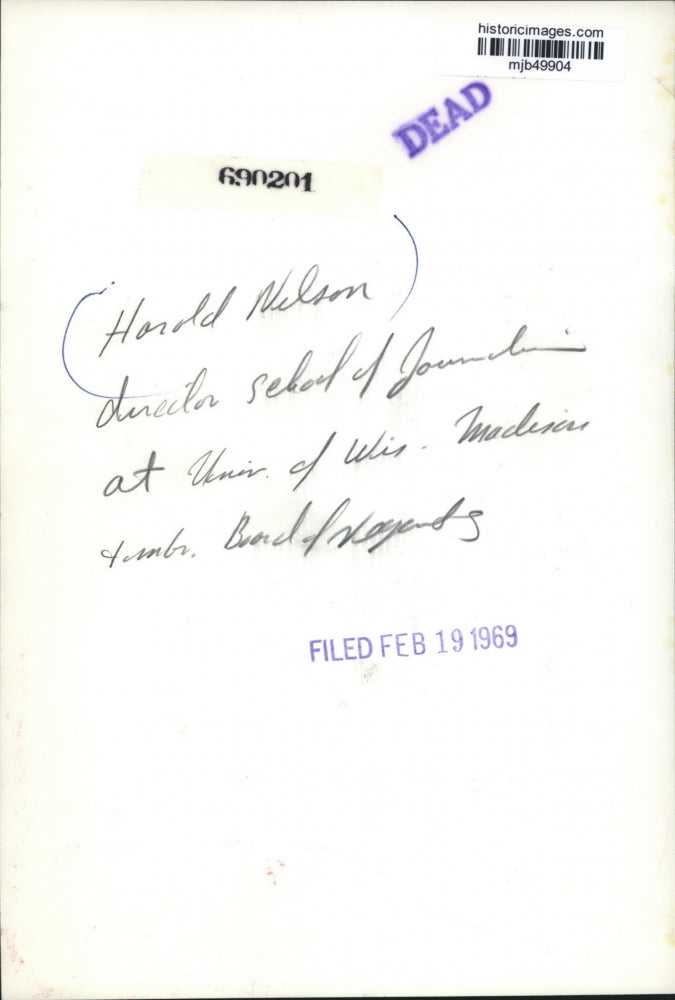 historicimages.com
mjb49904
DEAD
690201
Harold Nelson
director school of Journalism
at Univ. of Wis. Madison
+ mbr. Board of Regents
FILED FEB 19 1969